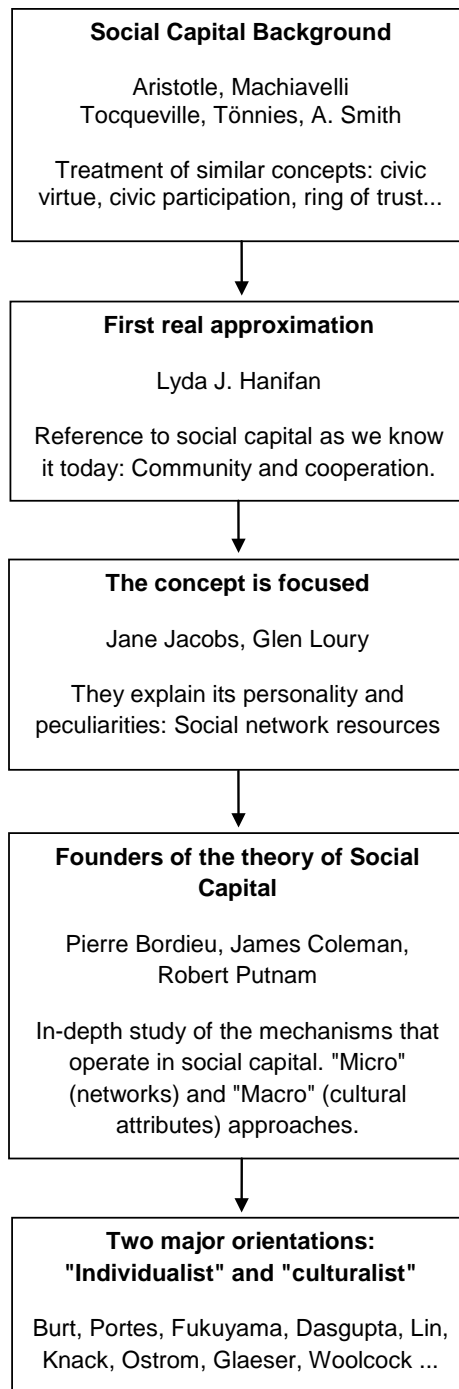 Social Capital Background
Aristotle, Machiavelli
Tocqueville, Tönnies, A. Smith
Treatment of similar concepts: civic
virtue, civic participation, ring of trust...
First real approximation
Lyda J. Hanifan
Reference to social capital as we know
it today: Community and cooperation.
The concept is focused
Jane Jacobs, Glen Loury
They explain its personality and
peculiarities: Social network resources
Founders of the theory of Social
Capital
Pierre Bordieu, James Coleman,
Robert Putnam
In-depth study of the mechanisms that
operate in social capital. "Micro"
(networks) and "Macro" (cultural
attributes) approaches.
Two major orientations:
"Individualist" and "culturalist"
Burt, Portes, Fukuyama, Dasgupta, Lin,
Knack, Ostrom, Glaeser, Woolcock ...